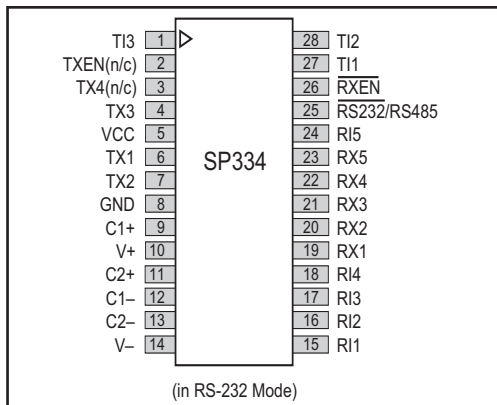 TI3 1 28 TI2
TXEN(n/c) 2 27 TI1
TX4(n/c) 3 26 RXEN
TX3 4 25 RS232/RS485
VCC 5 24 RI5
TX1 6 SP334 23 RX5
TX2 7 22 RX4
GND 8 21 RX3
C1+ 9 20 RX2
V+ 10 19 RX1
C2+ 11 18 RI4
C1– 12 17 RI3
C2– 13 16 RI2
V– 14 15 RI1
(in RS-232 Mode)